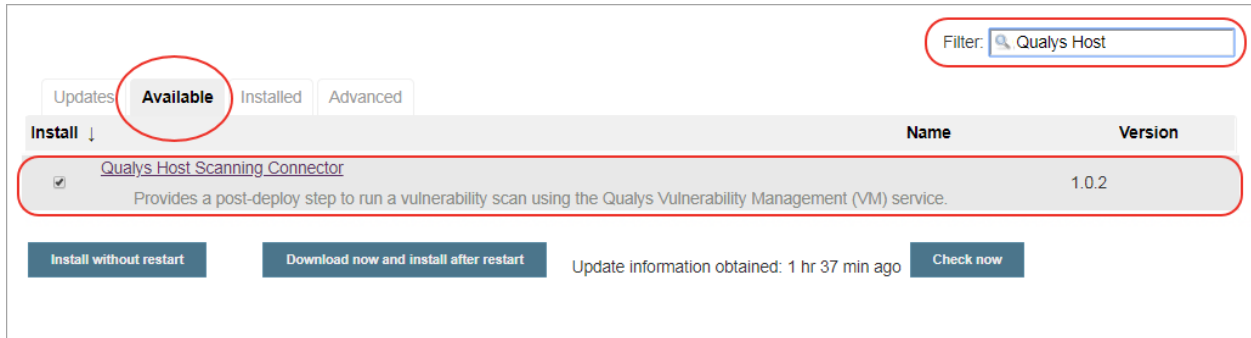 Filter: Qualys Host
Updates Available Installed Advanced
Install ↓ Name Version
Qualys Host Scanning Connector
Provides a post-deploy step to run a vulnerability scan using the Qualys Vulnerability Management (VM) service.
1.0.2
Install without restart Download now and install after restart Update information obtained: 1 hr 37 min ago Check now